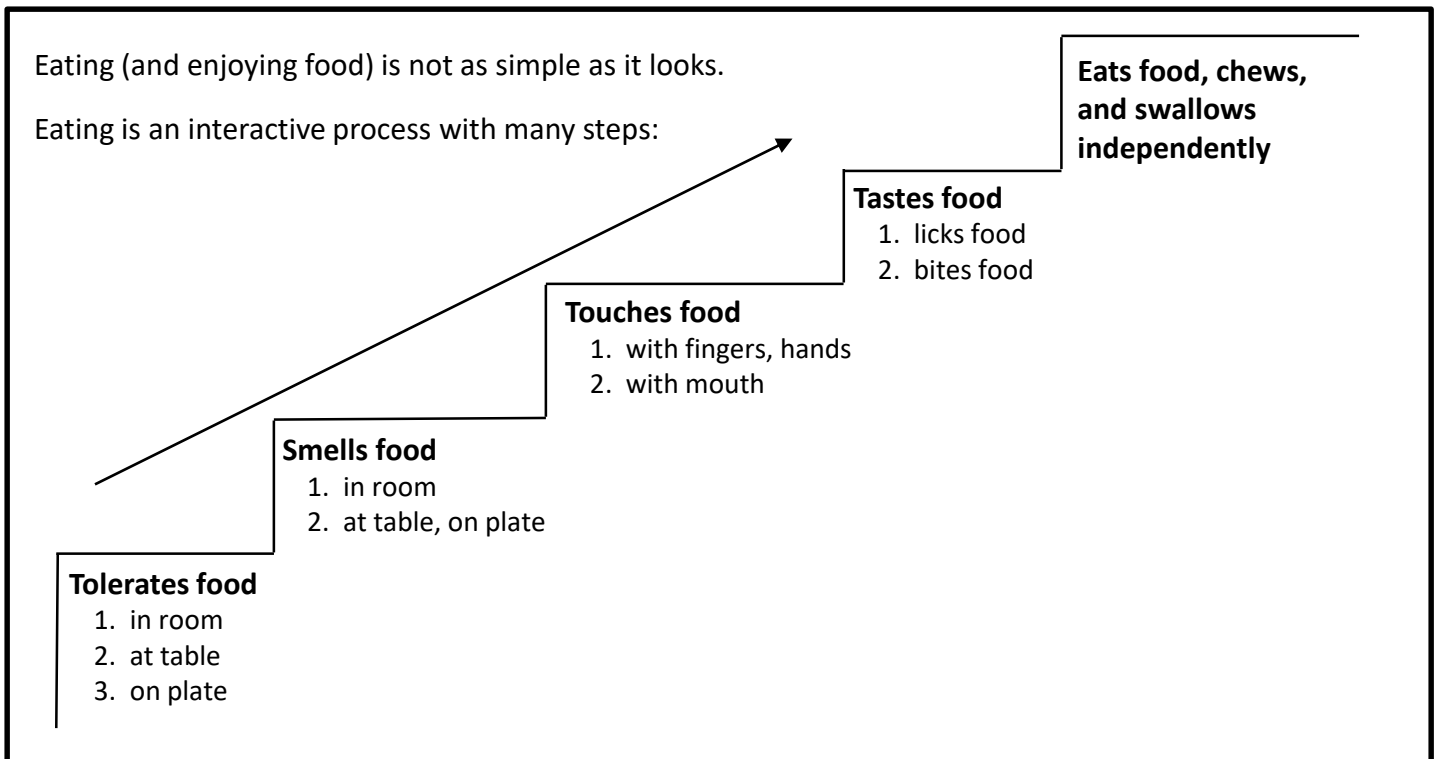 Eating (and enjoying food) is not as simple as it looks.
Eating is an interactive process with many steps:
Eats food, chews,
and swallows
independently
Tastes food
1. licks food
2. bites food
Touches food
1. with fingers, hands
2. with mouth
Smells food
1. in room
2. at table, on plate
Tolerates food
1. in room
2. at table
3. on plate